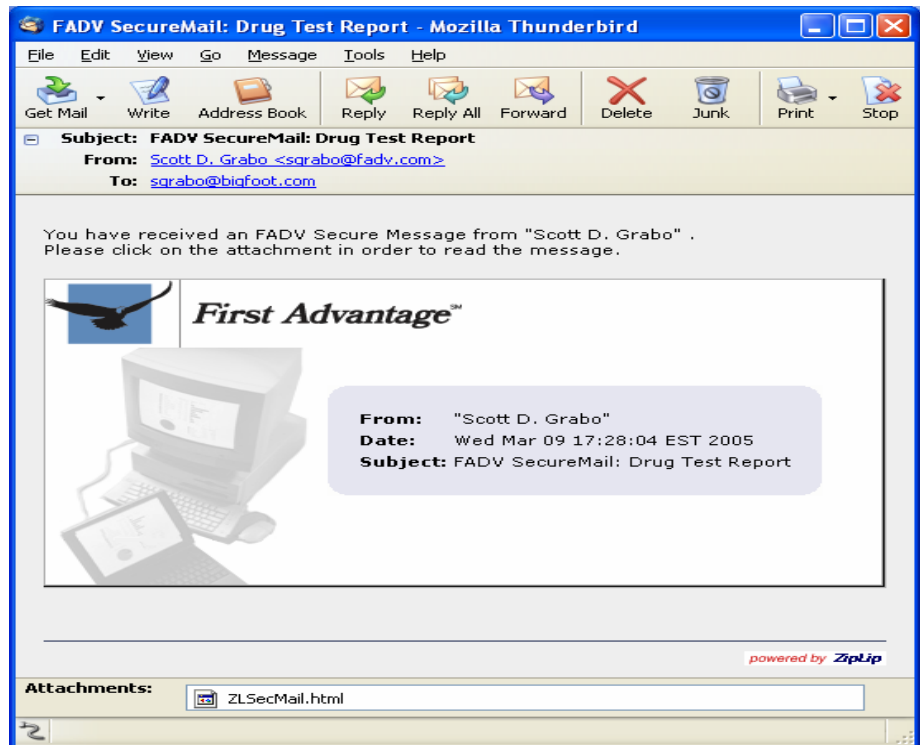 FADV SecureMail: Drug Test Report - Mozilla Thunderbird
File Edit View Go Message Tools Help
Get Mail Write Address Book Reply Reply All Forward Delete Junk Print Stop
Subject: FADV SecureMail: Drug Test Report
From: Scott D. Grabo <sgrabo@fadv.com>
To: sgrabo@bigfoot.com
You have received an FADV Secure Message from "Scott D. Grabo" .
Please click on the attachment in order to read the message.
First Advantage℠
From: "Scott D. Grabo"
Date: Wed Mar 09 17:28:04 EST 2005
Subject: FADV SecureMail: Drug Test Report
powered by ZipLip
Attachments: ZLSecMail.html